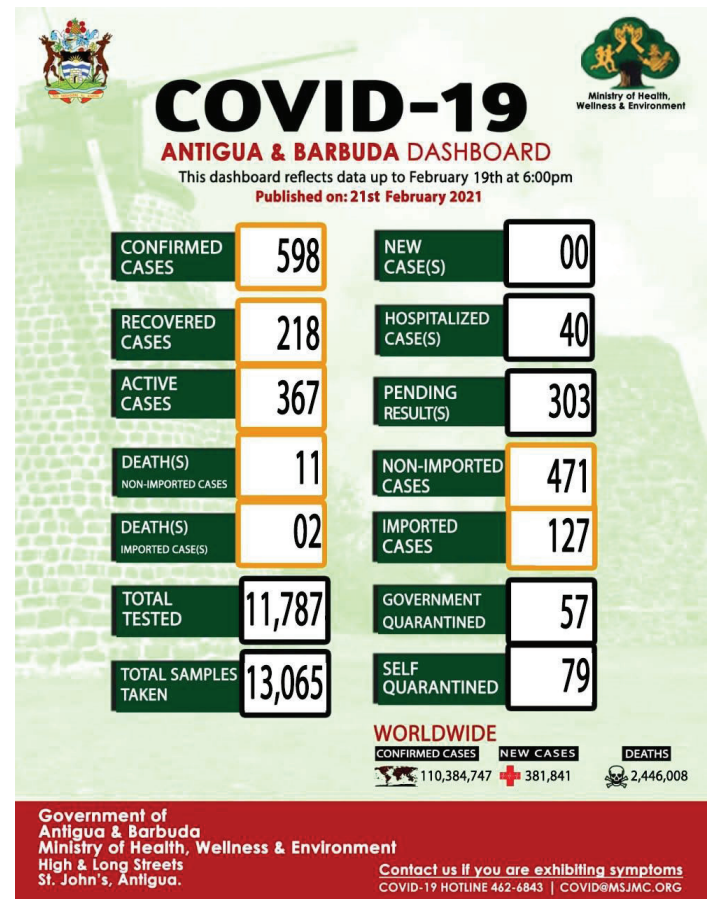 Ministry of Health,
Wellness & Environment
COVID-19
ANTIGUA & BARBUDA DASHBOARD
This dashboard reflects data up to February 19th at 6:00pm
Published on: 21st February 2021
CONFIRMED
CASES
598
RECOVERED
CASES
218
ACTIVE
CASES
367
DEATH(S)
NON-IMPORTED CASES
11
DEATH(S)
IMPORTED CASE(S)
02
TOTAL
TESTED
11,787
TOTAL SAMPLES
TAKEN
13,065
NEW
CASE(S)
00
HOSPITALIZED
CASE(S)
40
PENDING
RESULT(S)
303
NON-IMPORTED
CASES
471
IMPORTED
CASES
127
GOVERNMENT
QUARANTINED
57
SELF
QUARANTINED
79
WORLDWIDE
CONFIRMED CASES
110,384,747
NEW CASES
381,841
DEATHS
2,446,008
Government of
Antigua & Barbuda
Ministry of Health, Wellness & Environment
High & Long Streets
St. John's, Antigua.
Contact us if you are exhibiting symptoms
COVID-19 HOTLINE 462-6843 | COVID@MSJMC.ORG